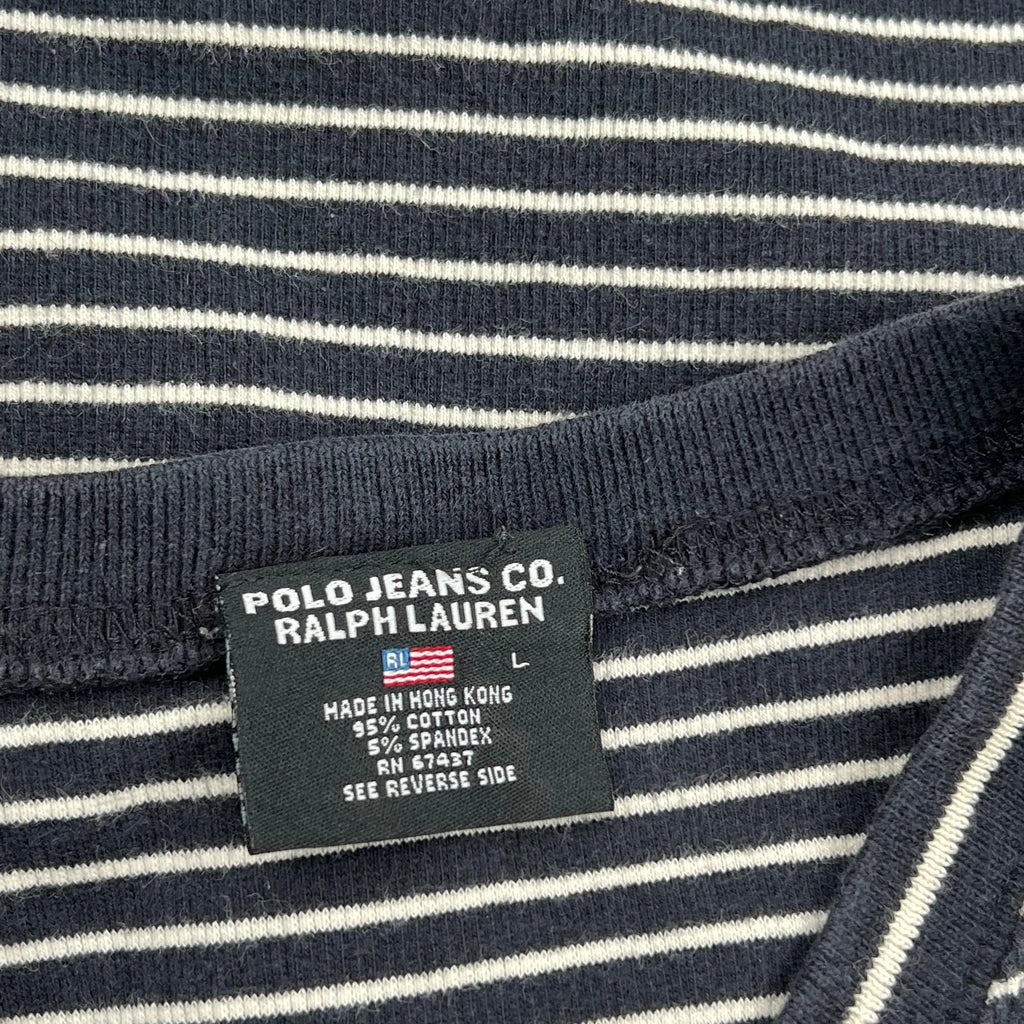 POLO JEANS CO.
RALPH LAUREN
RL
L
MADE IN HONG KONG
95% COTTON
5% SPANDEX
RN 67437
SEE REVERSE SIDE